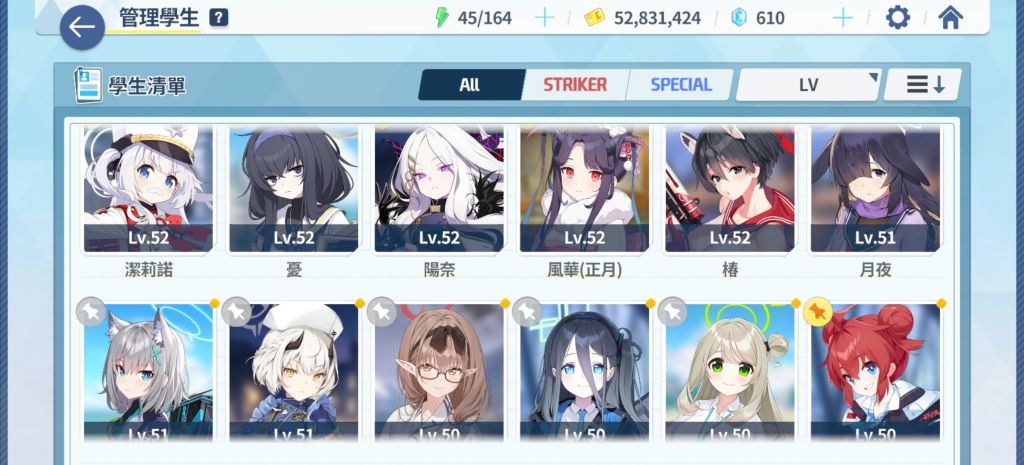 管理學生 ? 45/164 52,831,424 610
學生清單 All STRIKER SPECIAL LV
Lv.52 Lv.52 Lv.52 Lv.52 Lv.52 Lv.51
潔莉諾 憂 陽奈 風華(正月) 椿 月夜
Lv.51 Lv.51 Lv.50 Lv.50 Lv.50 Lv.50